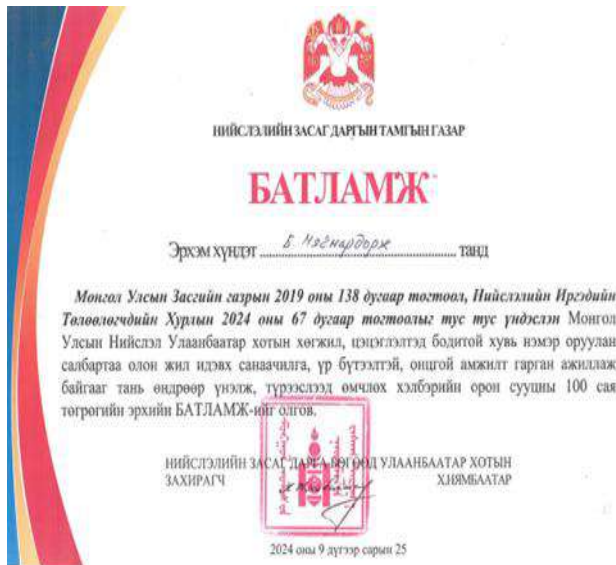 НИЙСЛЭЛИЙН ЗАСАГ ДАРГЫН ТАМГЫН ГАЗАР
БАТЛАМЖ
Эрхэм хүндэт Б. Мягмардорж танд
Монгол Улсын Засгийн газрын 2019 оны 138 дугаар тогтоол, Нийслэлийн Иргэдийн
Төлөөлөгчдийн Хурлын 2024 оны 67 дугаар тогтоолыг тус тус үндэслэн Монгол
Улсын Нийслэл Улаанбаатар хотын хөгжил, цэцэглэлтэд бодитой хувь нэмэр оруулан
салбартаа олон жил идэвх санаачилга, үр бүтээлтэй, онцгой амжилт гарган ажиллаж
байгааг тань өндрөөр үнэлж, түрээслээд өмчлөх хэлбэрийн орон сууцны 100 сая
төгрөгийн эрхийн БАТЛАМЖ-ийг олгов.
НИЙСЛЭЛИЙН ЗАСАГ ДАРГА БӨГӨӨД УЛААНБААТАР ХОТЫН
ЗАХИРАГЧ Х.НЯМБААТАР
2024 оны 9 дүгээр сарын 25